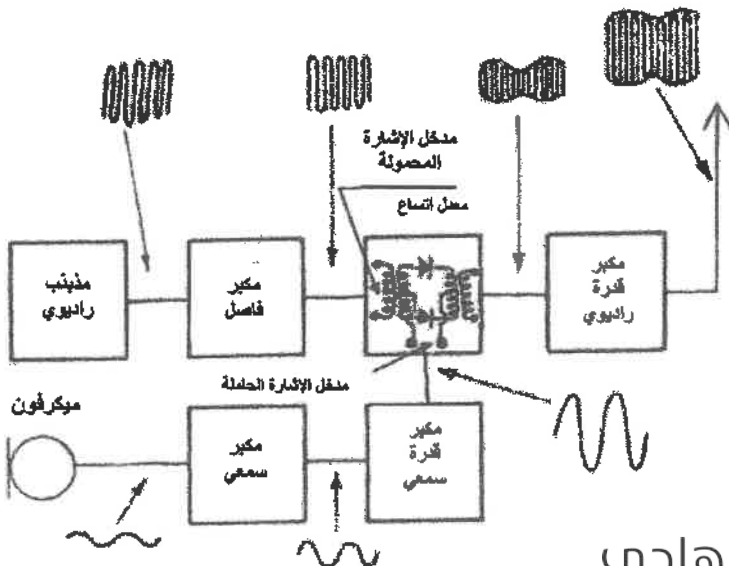 مدخل الإشارة
المحمولة
معدل اتساع
مذبذب
راديوي
مكبر
فاصل
مكبر
قدرة
راديوي
مدخل الإشارة الحاملة
ميكرفون
مكبر
سمعي
مكبر
قدرة
سمعي